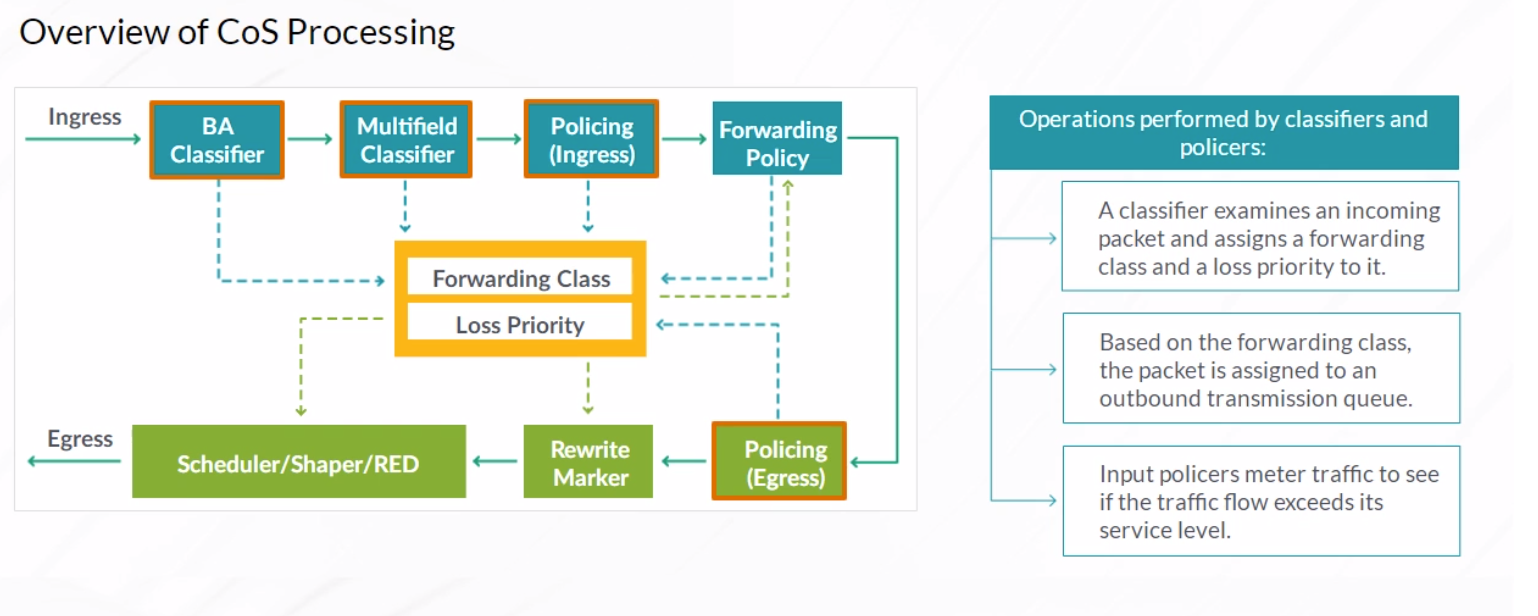 Overview of CoS Processing
Ingress
BA
Classifier
Multifield
Classifier
Policing
(Ingress)
Forwarding
Policy
Forwarding Class
Loss Priority
Egress
Scheduler/Shaper/RED
Rewrite
Marker
Policing
(Egress)
Operations performed by classifiers and
policers:
A classifier examines an incoming
packet and assigns a forwarding
class and a loss priority to it.
Based on the forwarding class,
the packet is assigned to an
outbound transmission queue.
Input policers meter traffic to see
if the traffic flow exceeds its
service level.